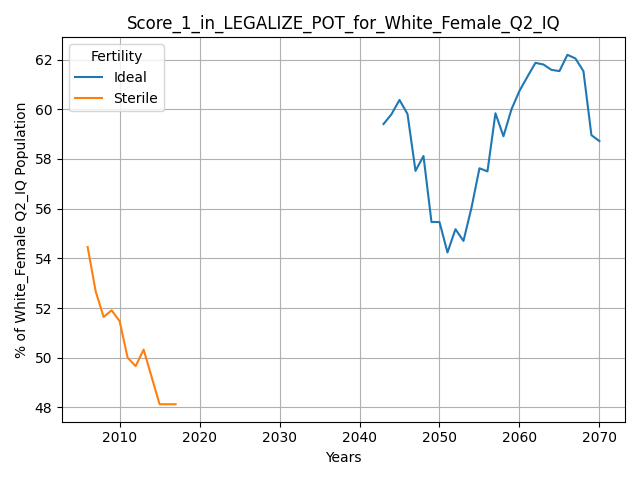 Score_1_in_LEGALIZE_POT_for_White_Female_Q2_IQ
Fertility
Ideal
Sterile
% of White_Female Q2_IQ Population
62
60
58
56
54
52
50
48
2010
2020
2030
2040
2050
2060
2070
Years